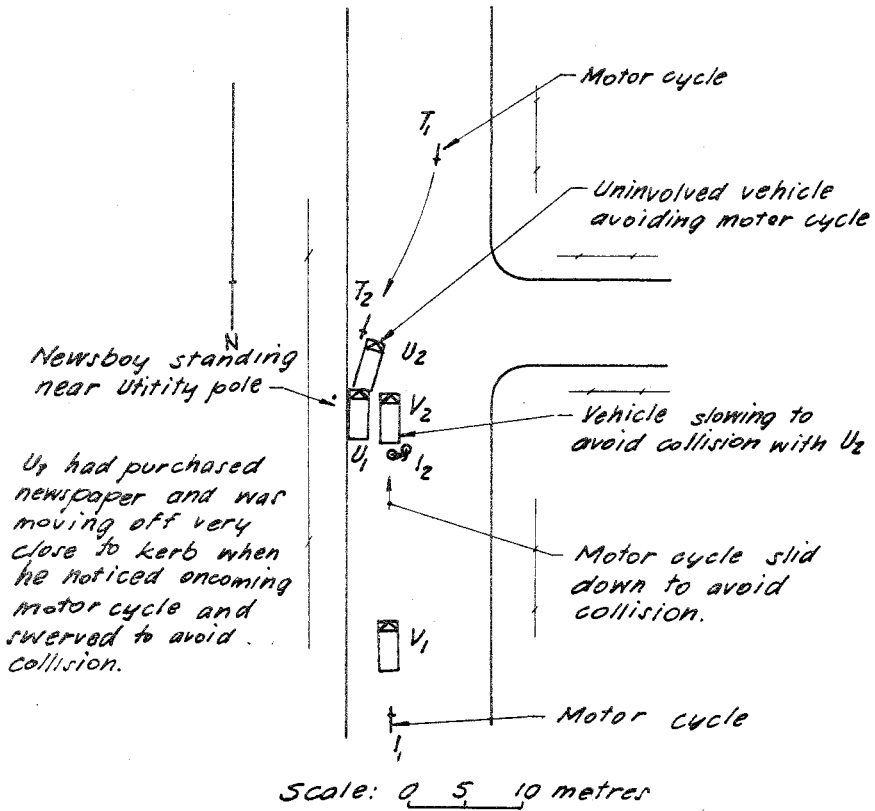 Motor cycle
T1
Uninvolved vehicle
avoiding motor cycle
T2
N
U2
Newsboy standing
near Utitity pole
V2
Vehicle slowing to
avoid collision with U2
U1
I2
U1 had purchased
newspaper and was
moving off very
close to kerb when
he noticed oncoming
motor cycle and
swerved to avoid
collision.
Motor cycle slid
down to avoid
collision.
V1
Motor cycle
I1
Scale: 0 5 10 metres